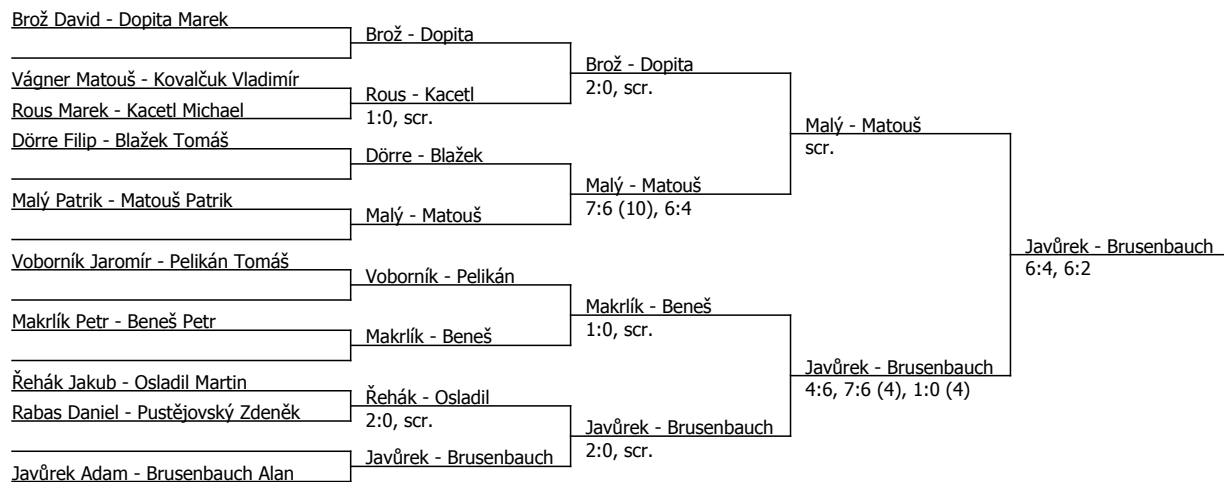 Brož David - Dopita Marek
Vágner Matouš - Kovalčuk Vladimír
Rous Marek - Kacetl Michael
Dörre Filip - Blažek Tomáš
Malý Patrik - Matouš Patrik
Voborník Jaromír - Pelikán Tomáš
Makrlík Petr - Beneš Petr
Řehák Jakub - Osladil Martin
Rabas Daniel - Pustějovský Zdeněk
Javůrek Adam - Brusenbauch Alan
Brož - Dopita
Rous - Kacetl
1:0, scr.
Dörre - Blažek
Malý - Matouš
Voborník - Pelikán
Makrlík - Beneš
Řehák - Osladil
2:0, scr.
Javůrek - Brusenbauch
Brož - Dopita
2:0, scr.
Malý - Matouš
7:6 (10), 6:4
Makrlík - Beneš
1:0, scr.
Javůrek - Brusenbauch
2:0, scr.
Malý - Matouš
scr.
Javůrek - Brusenbauch
4:6, 7:6 (4), 1:0 (4)
Javůrek - Brusenbauch
6:4, 6:2